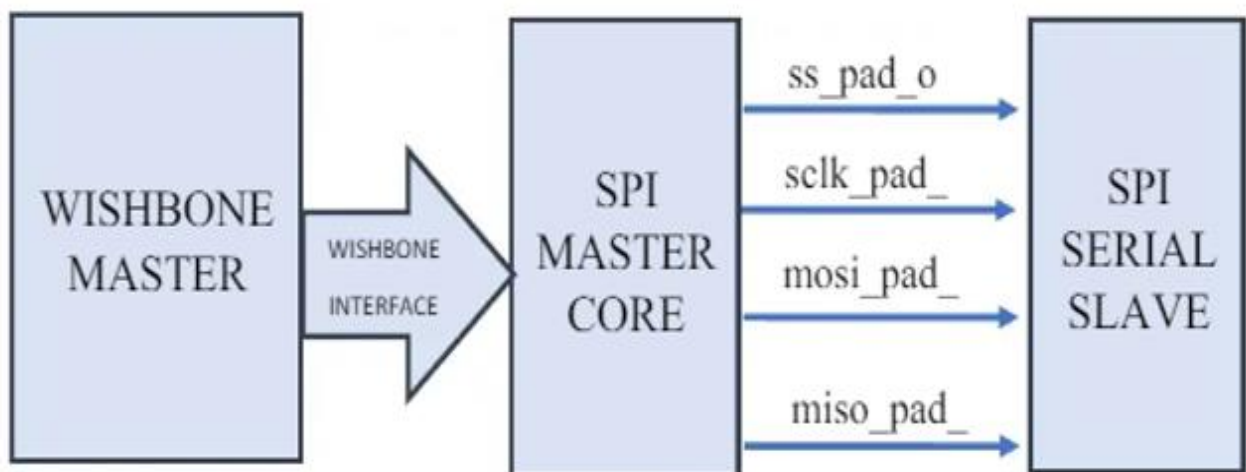 WISHBONE
MASTER
WISHBONE
INTERFACE
SPI
MASTER
CORE
ss_pad_o
sclk_pad_
mosi_pad_
miso_pad_
SPI
SERIAL
SLAVE